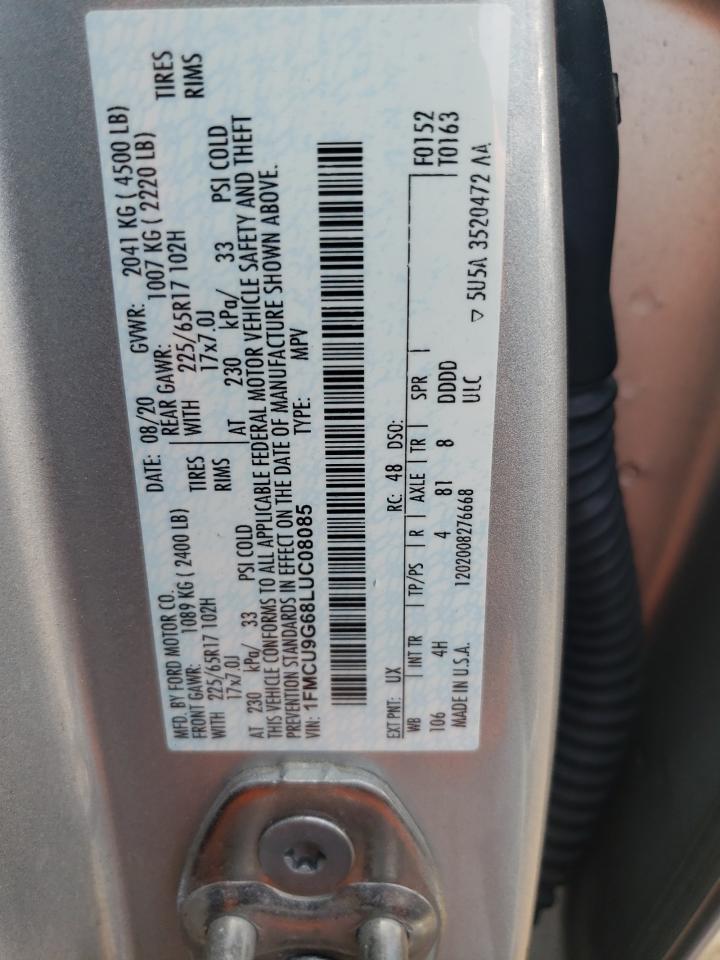 MFD. BY FORD MOTOR CO. DATE: 08/20 GVWR: 2041 KG ( 4500 LB)
FRONT GAWR: 1089 KG ( 2400 LB) REAR GAWR: 1007 KG ( 2220 LB)
WITH 225/65R17 102H TIRES WITH 225/65R17 102H TIRES
17x7.0J RIMS 17x7.0J RIMS
AT 230 kPa/ 33 PSI COLD AT 230 kPa/ 33 PSI COLD
THIS VEHICLE CONFORMS TO ALL APPLICABLE FEDERAL MOTOR VEHICLE SAFETY AND THEFT
PREVENTION STANDARDS IN EFFECT ON THE DATE OF MANUFACTURE SHOWN ABOVE.
VIN: 1FMCU9G68LUC08085 TYPE: MPV
EXT PNT: UX RC: 48 DSO: F0152
WB INT TR TP/PS R AXLE TR SPR T0163
106 4H 4 81 8 DDDD
MADE IN U.S.A. 1202008276668 ULC ▽ 5U5A 3520472 AA